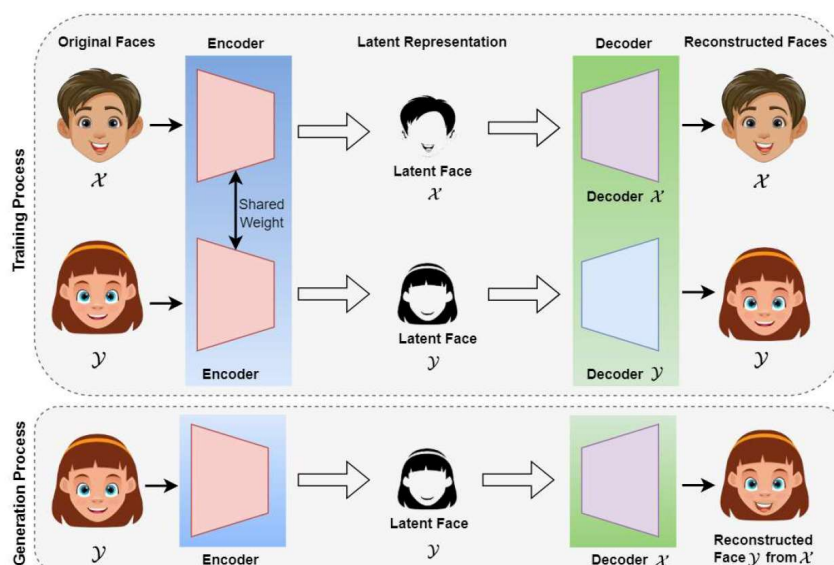 Original Faces
Encoder
Latent Representation
Decoder
Reconstructed Faces
Training Process
𝒳
Latent Face
𝒳
Decoder 𝒳
𝒳
Shared
Weight
𝒴
Encoder
Latent Face
𝒴
Decoder 𝒴
𝒴
Generation Process
𝒴
Encoder
Latent Face
𝒴
Decoder 𝒳
Reconstructed
Face 𝒴 from 𝒳